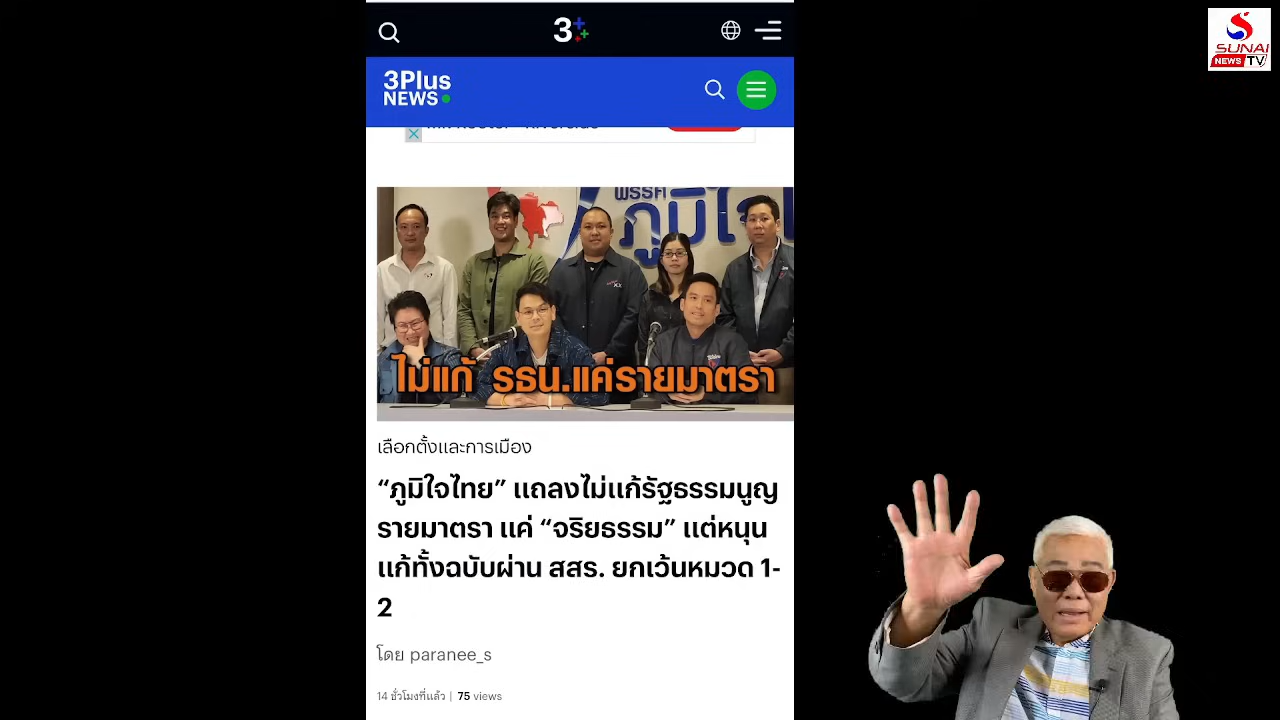 3
SUNAI
NEWS TV
3Plus
NEWS
พรรค
ภูมิใจไ
ไม่แก้ รธน.แค่รายมาตรา
เลือกตั้งและการเมือง
“ภูมิใจไทย” แถลงไม่แก้รัฐธรรมนูญ
รายมาตรา แค่ “จริยธรรม” แต่หนุน
แก้ทั้งฉบับผ่าน สสร. ยกเว้นหมวด 1-
2
โดย paranee_s
14 ชั่วโมงที่แล้ว | 75 views